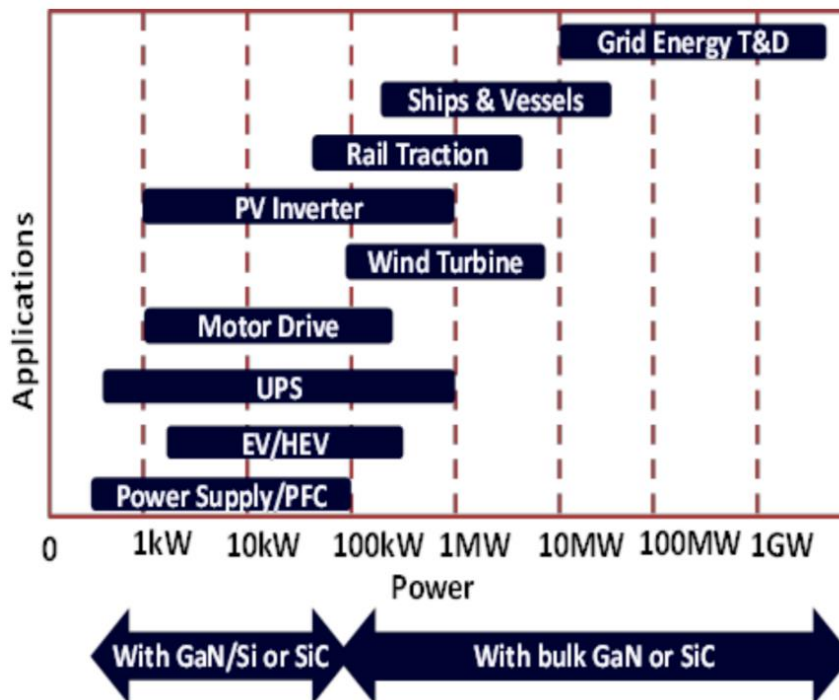 Grid Energy T&D
Ships & Vessels
Rail Traction
PV Inverter
Wind Turbine
Motor Drive
UPS
EV/HEV
Power Supply/PFC
Applications
0 1kW 10kW 100kW 1MW 10MW 100MW 1GW
Power
With GaN/Si or SiC With bulk GaN or SiC